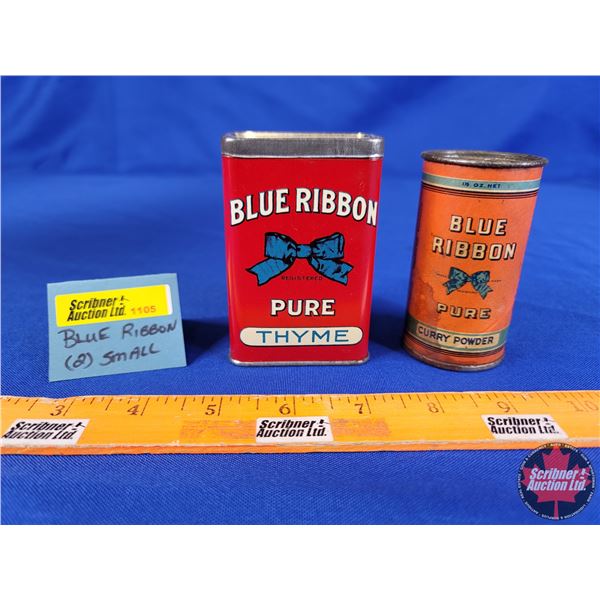 BLUE RIBBON
REGISTERED
PURE
THYME
1½ OZ. NET
BLUE
RIBBON
PURE
CURRY POWDER
Scribner
Auction Ltd. 1105
BLUE RIBBON
(2) SMALL
3 4 5 6 7 8 9 10
Scribner
Auction Ltd.
Scribner
Auction Ltd.
Scribner
Auction Ltd.
Scribner
Auction Ltd.